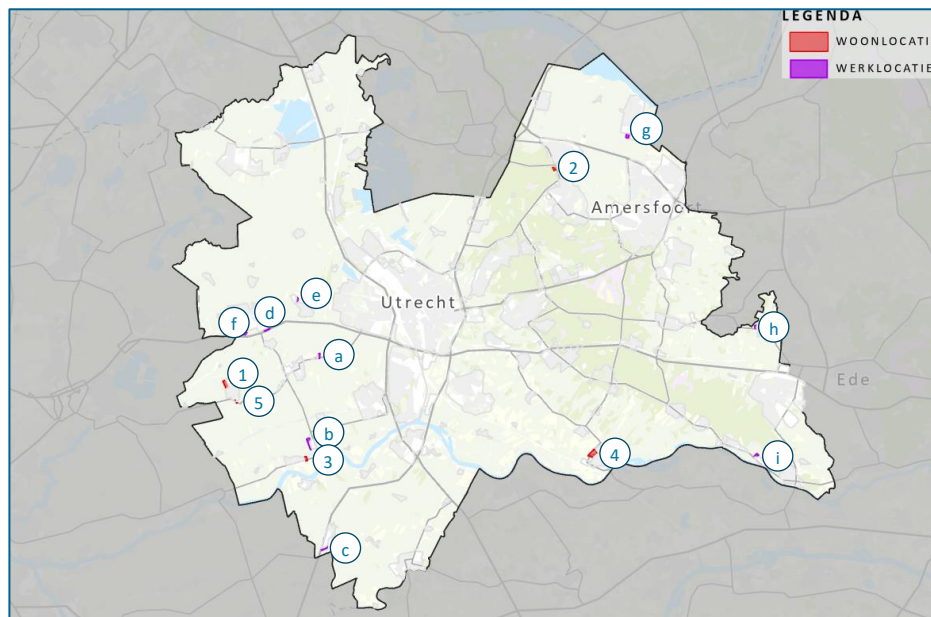 LEGENDA
WOONLOCATI
WERKLOCATIE
g
2
Amersfoort
e
Utrecht
d
f
h
a
1
Ede
5
b
3
4
i
c